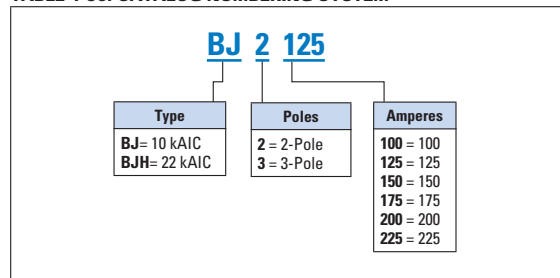 BJ 2 125
Type
BJ= 10 kAIC
BJH= 22 kAIC
Poles
2 = 2-Pole
3 = 3-Pole
Amperes
100 = 100
125 = 125
150 = 150
175 = 175
200 = 200
225 = 225